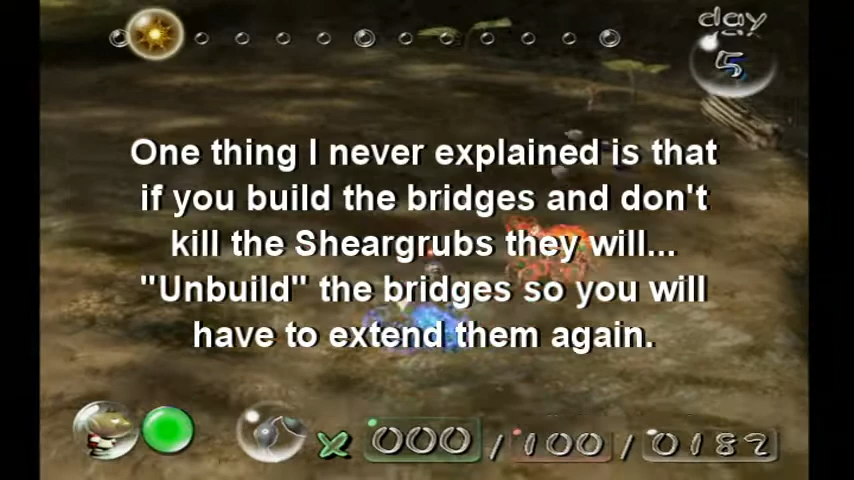 day
5
One thing I never explained is that
if you build the bridges and don't
kill the Sheargrubs they will...
"Unbuild" the bridges so you will
have to extend them again.
x 000 / 100 / 0182